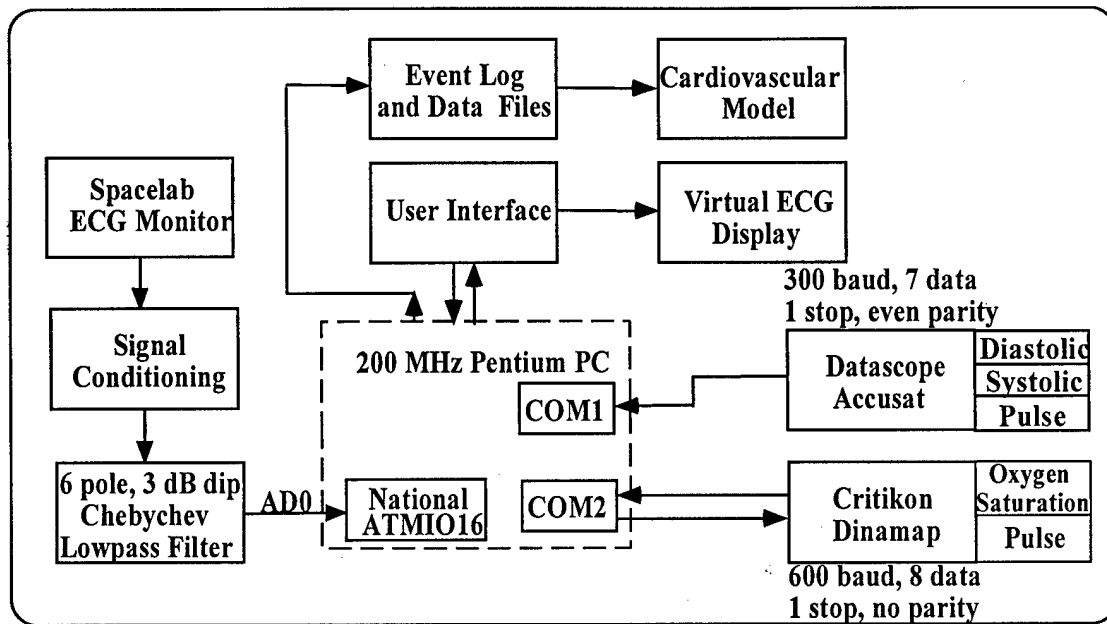 Event Log
and Data Files
Cardiovascular
Model
Spacelab
ECG Monitor
User Interface
Virtual ECG
Display
300 baud, 7 data
1 stop, even parity
Signal
Conditioning
200 MHz Pentium PC
COM1
Datascope
Accusat
Diastolic
Systolic
Pulse
6 pole, 3 dB dip
Chebychev
Lowpass Filter
AD0
National
ATMIO16
COM2
Critikon
Dinamap
Oxygen
Saturation
Pulse
600 baud, 8 data
1 stop, no parity